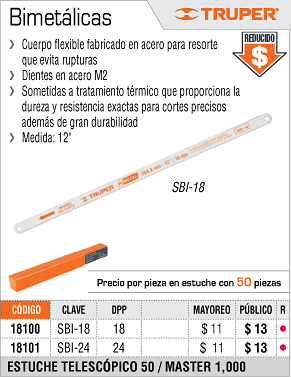 Bimetálicas
TRUPER
REDUCIDO
$
Cuerpo flexible fabricado en acero para resorte
que evita rupturas
Dientes en acero M2
Sometidas a tratamiento térmico que proporciona la
dureza y resistencia exactas para cortes precisos
además de gran durabilidad
Medida: 12"
TRUPER
SBI-18
Precio por pieza en estuche con 50 piezas
CÓDIGO CLAVE DPP MAYOREO PÚBLICO R
18100 SBI-18 18 $ 11 $ 13
18101 SBI-24 24 $ 11 $ 13
ESTUCHE TELESCÓPICO 50 / MASTER 1,000